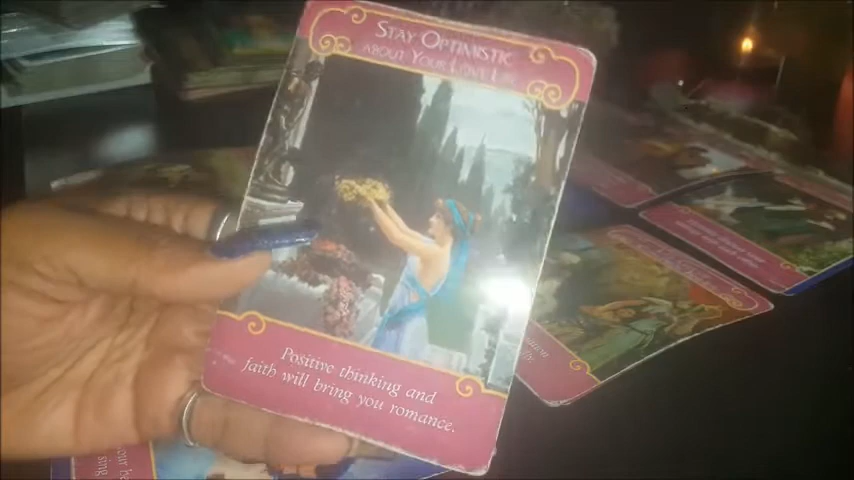 Stay Optimistic
about Your Love Life
Positive thinking and
faith will bring you romance.